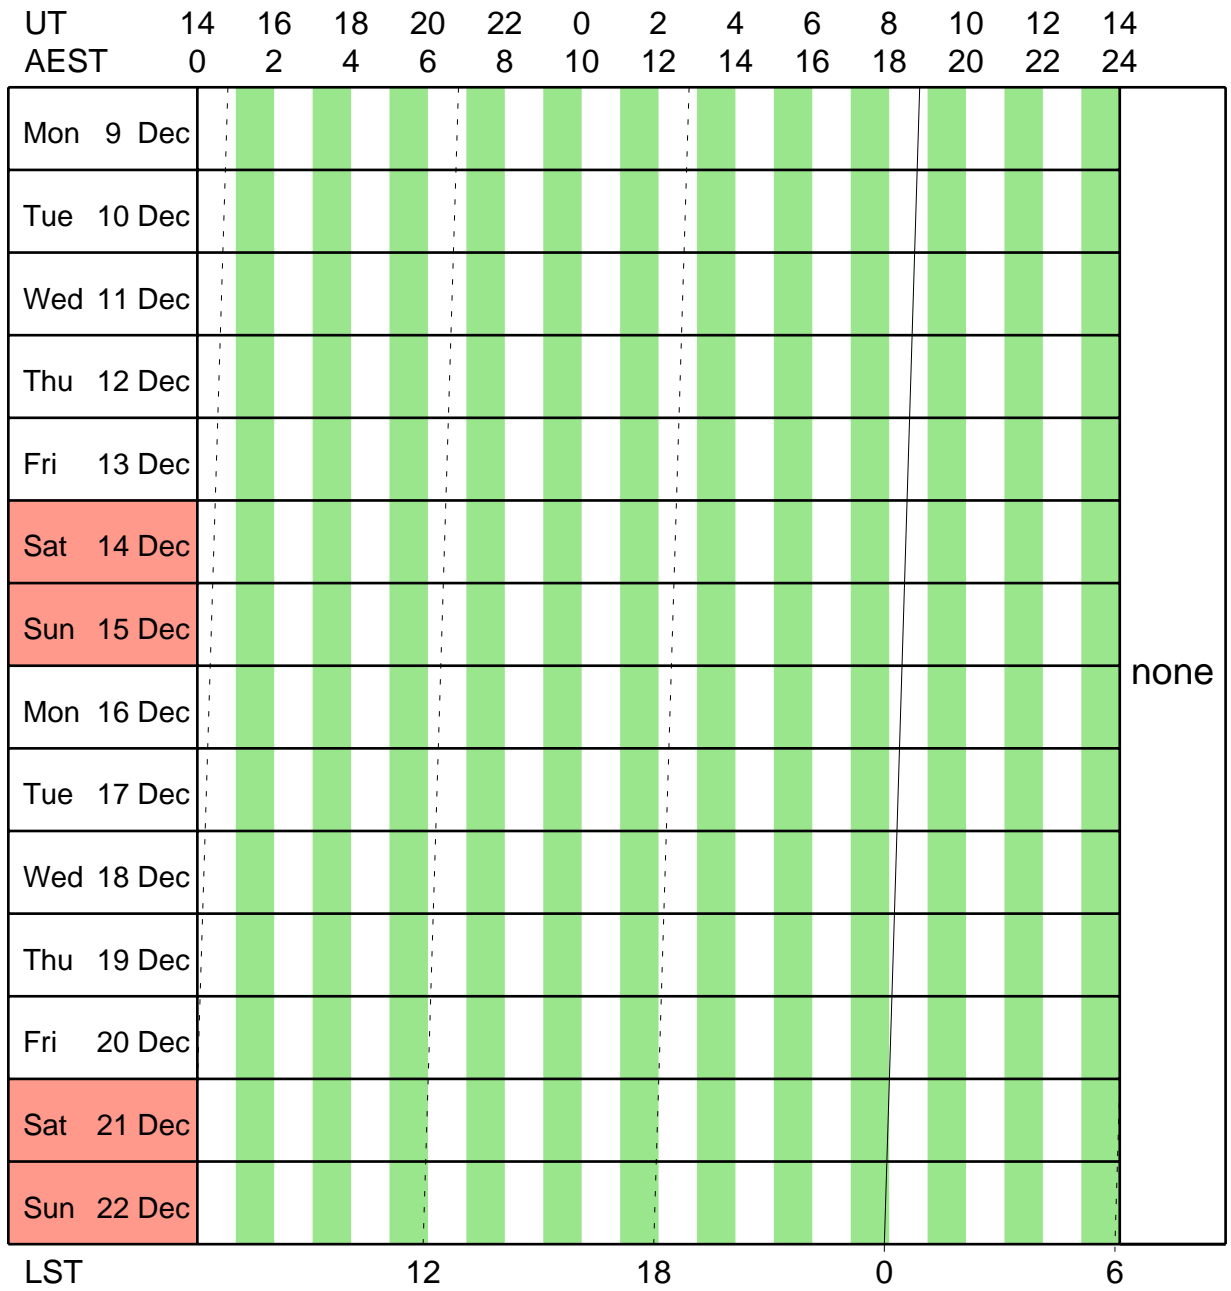 UT 14 16 18 20 22 0 2 4 6 8 10 12 14
AEST 0 2 4 6 8 10 12 14 16 18 20 22 24
Mon 9 Dec
Tue 10 Dec
Wed 11 Dec
Thu 12 Dec
Fri 13 Dec
Sat 14 Dec
Sun 15 Dec
none
Mon 16 Dec
Tue 17 Dec
Wed 18 Dec
Thu 19 Dec
Fri 20 Dec
Sat 21 Dec
Sun 22 Dec
LST 12 18 0 6